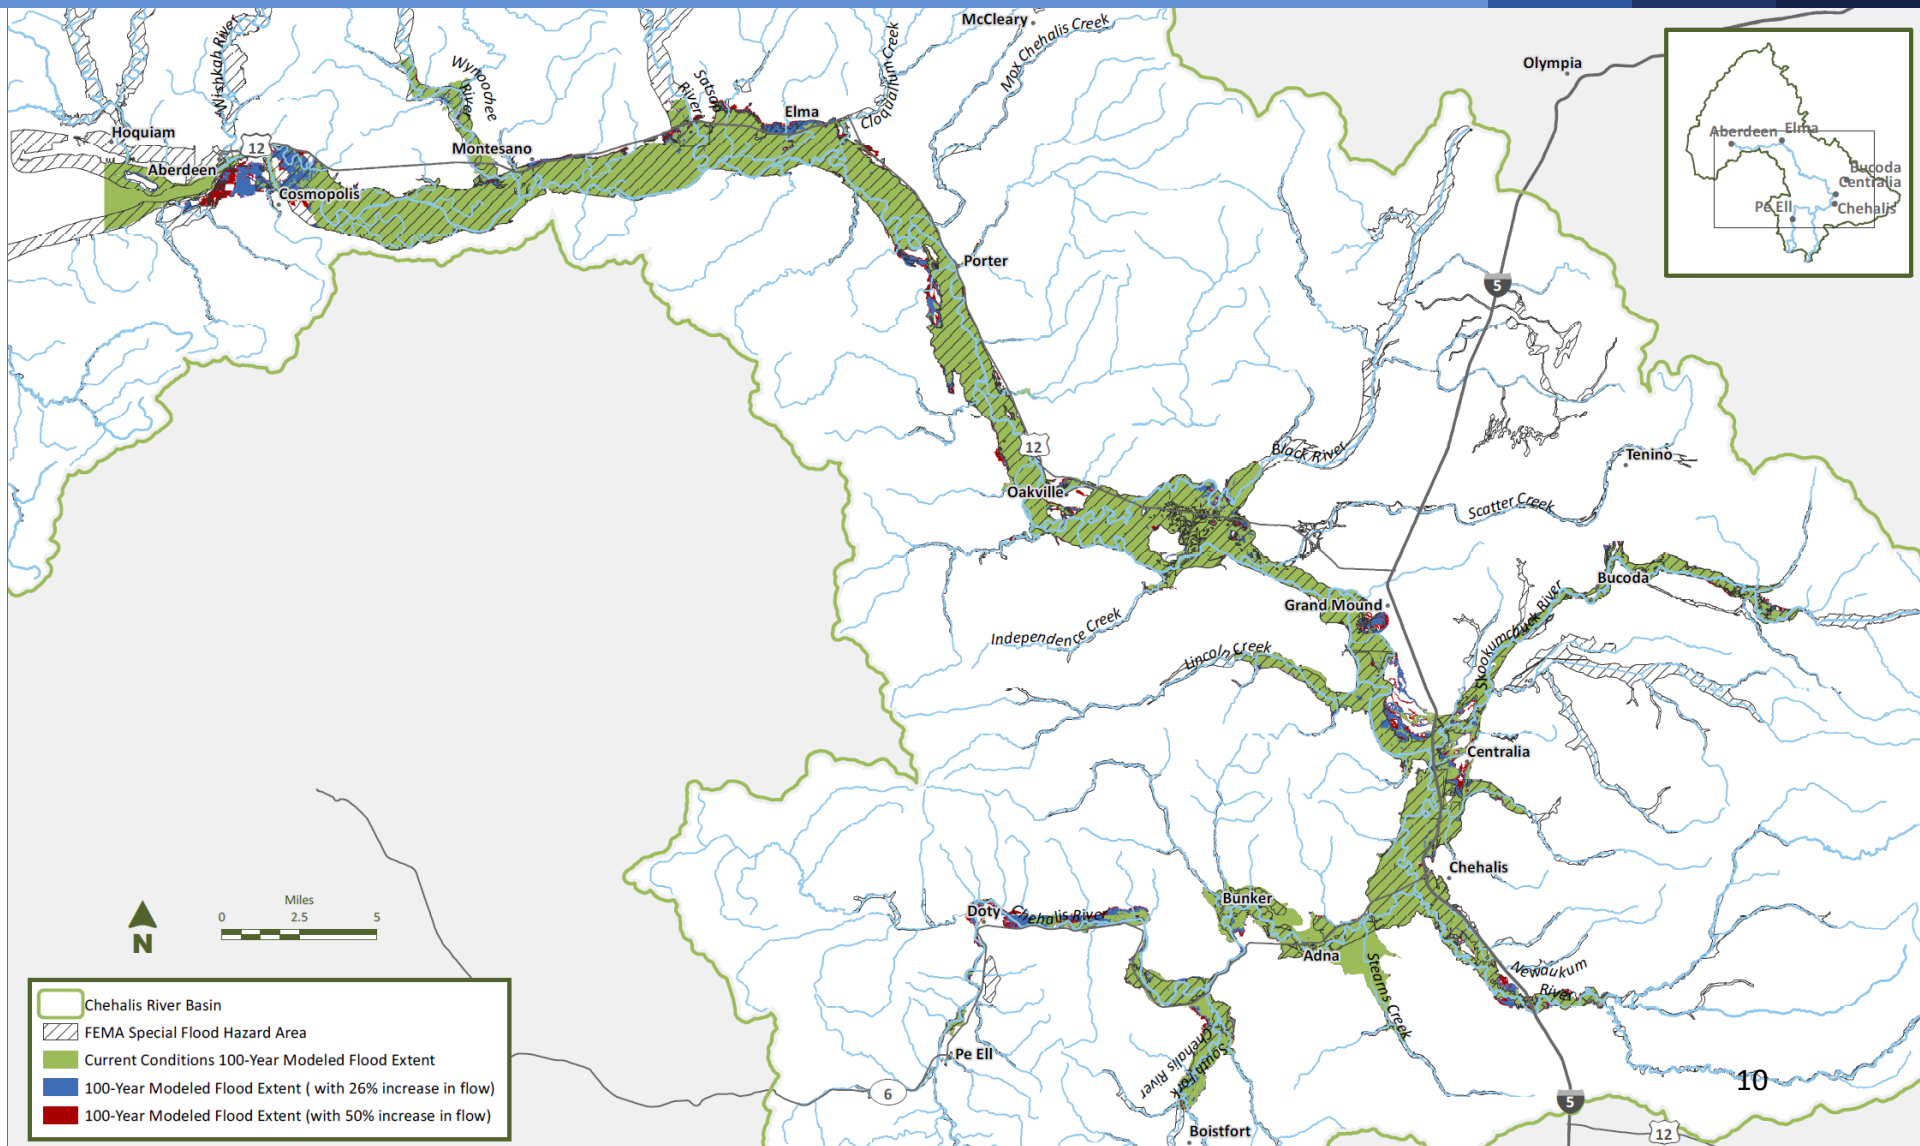 McCleary
Mox Chehalis Creek
Cloquallum Creek
Wishkah River
Wynoochee River
Satsop River
Olympia
Elma
Hoquiam
12
Montesano
Aberdeen
Cosmopolis
Aberdeen
Elma
Bucoda
Centralia
Pe Ell
Chehalis
Porter
5
12
Black River
Tenino
Oakville
Scatter Creek
Bucoda
Grand Mound
Skookumchuck River
Independence Creek
Lincoln Creek
Centralia
Chehalis
Bunker
Doty
Chehalis River
Adna
Stearns Creek
Newaukum River
South Fork Chehalis River
Pe Ell
6
Boistfort
5
12
10
Miles
0 2.5 5
N
Chehalis River Basin
FEMA Special Flood Hazard Area
Current Conditions 100-Year Modeled Flood Extent
100-Year Modeled Flood Extent ( with 26% increase in flow)
100-Year Modeled Flood Extent (with 50% increase in flow)